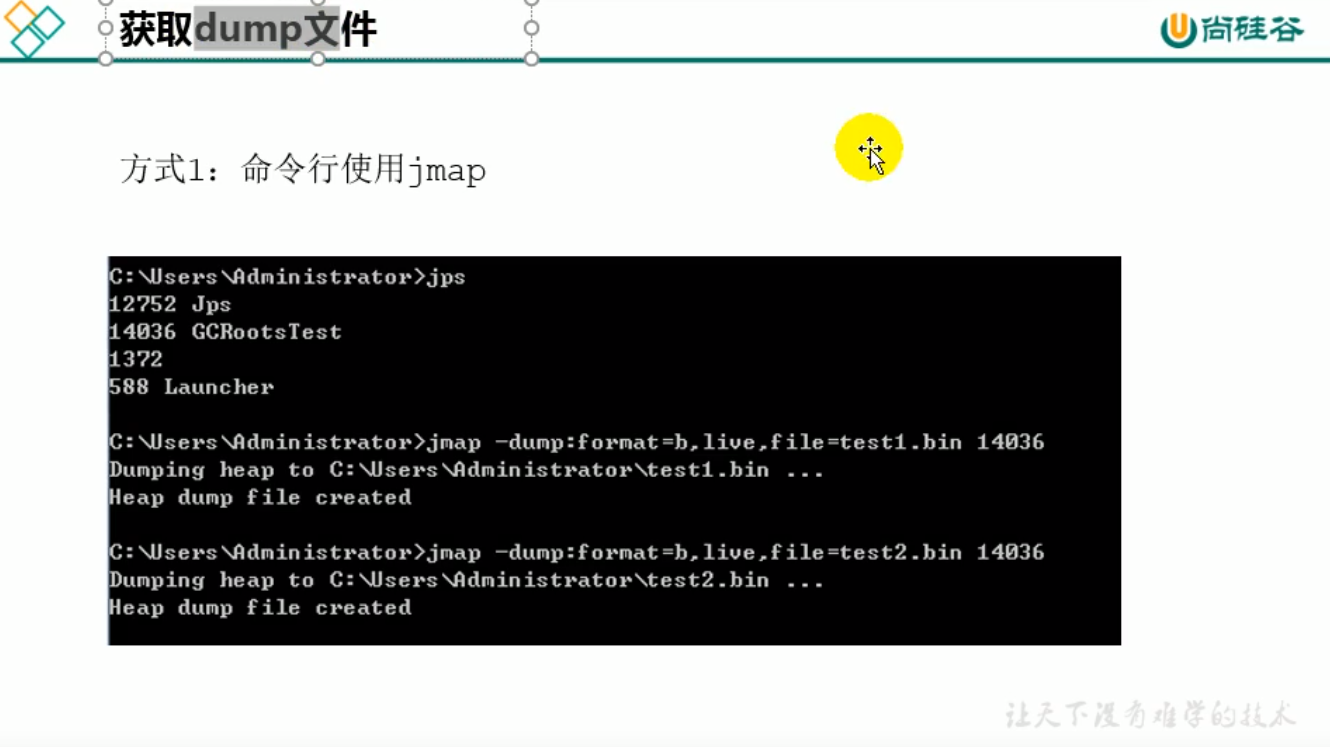 获取dump文件
尚硅谷
方式1：命令行使用jmap
C:\Users\Administrator>jps
12752 Jps
14036 GCRootsTest
1372
588 Launcher
C:\Users\Administrator>jmap -dump:format=b,live,file=test1.bin 14036
Dumping heap to C:\Users\Administrator\test1.bin ...
Heap dump file created
C:\Users\Administrator>jmap -dump:format=b,live,file=test2.bin 14036
Dumping heap to C:\Users\Administrator\test2.bin ...
Heap dump file created
让天下没有难学的技术